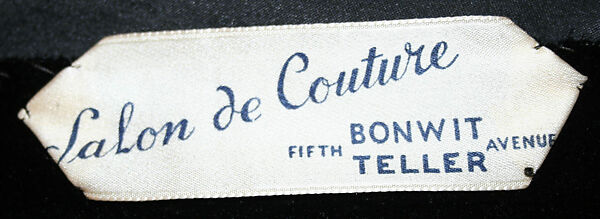 Salon de Couture
FIFTH BONWIT TELLER AVENUE